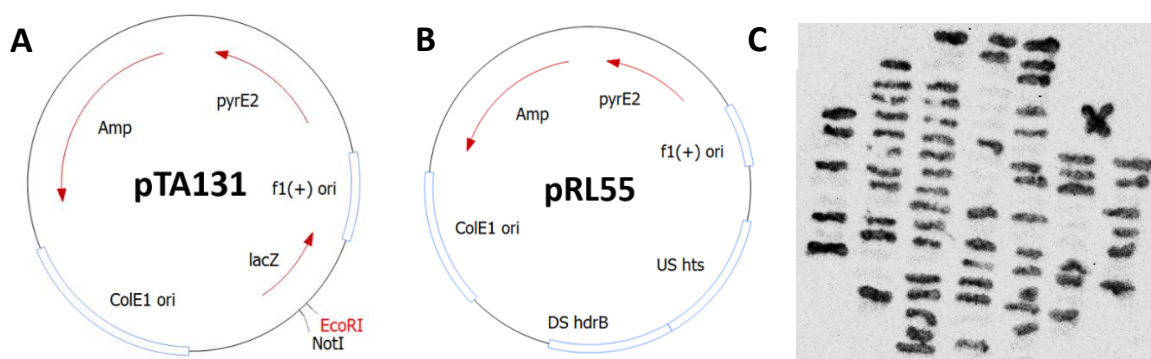 A
pyrE2
Amp
pTA131
f1(+) ori
lacZ
ColE1 ori
EcoRI
NotI
B
pyrE2
Amp
f1(+) ori
pRL55
ColE1 ori
US hts
DS hdrB
C